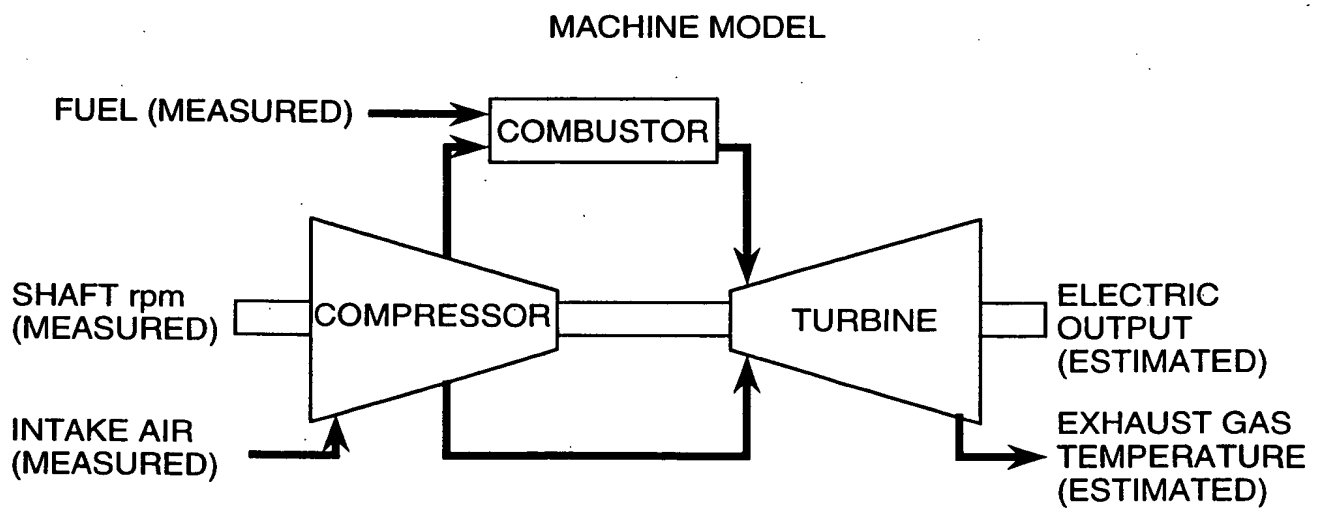 MACHINE MODEL
FUEL (MEASURED)
COMBUSTOR
SHAFT rpm
(MEASURED)
COMPRESSOR
TURBINE
ELECTRIC
OUTPUT
(ESTIMATED)
INTAKE AIR
(MEASURED)
EXHAUST GAS
TEMPERATURE
(ESTIMATED)